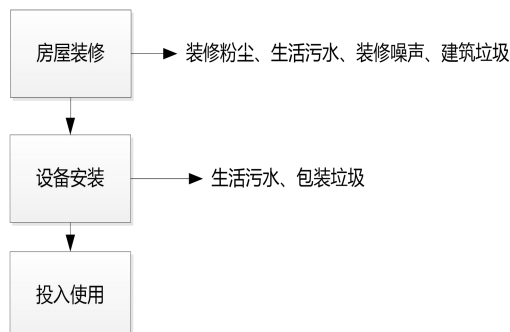 房屋装修
装修粉尘、生活污水、装修噪声、建筑垃圾
设备安装
生活污水、包装垃圾
投入使用